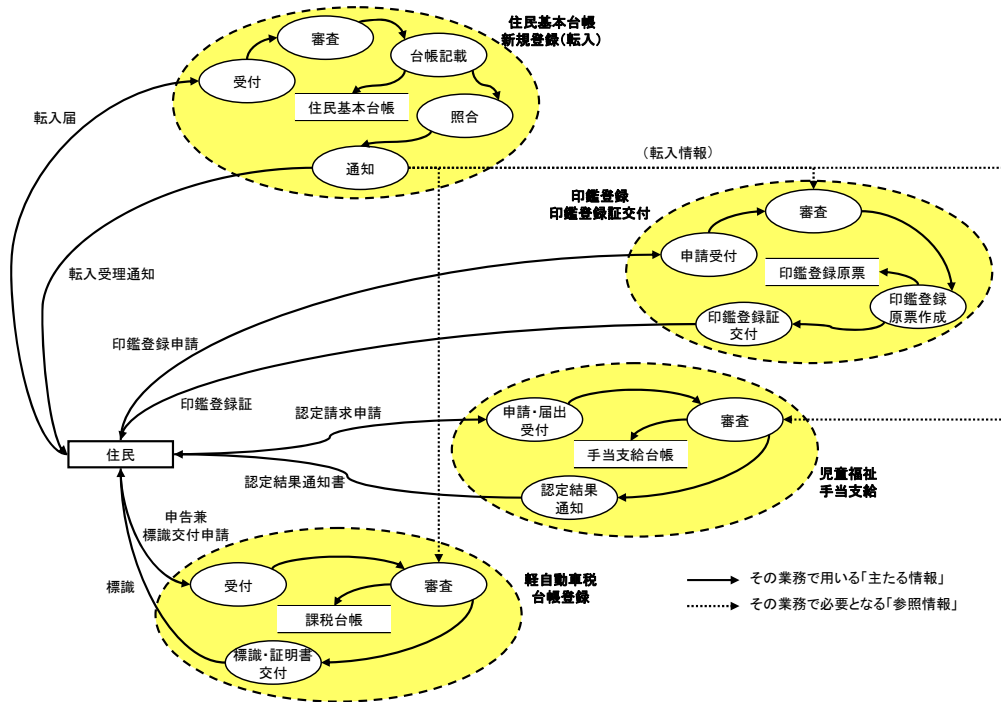 住民基本台帳
新規登録(転入)
審査
台帳記載
受付
住民基本台帳
照合
通知
転入届
(転入情報)
転入受理通知
印鑑登録
印鑑登録証交付
審査
申請受付
印鑑登録原票
印鑑登録
原票作成
印鑑登録証
交付
印鑑登録申請
印鑑登録証
認定請求申請
申請・届出
受付
審査
手当支給台帳
認定結果
通知
児童福祉
手当支給
住民
認定結果通知書
申告兼
標識交付申請
標識
受付
審査
課税台帳
標識・証明書
交付
軽自動車税
台帳登録
その業務で用いる「主たる情報」
その業務で必要となる「参照情報」